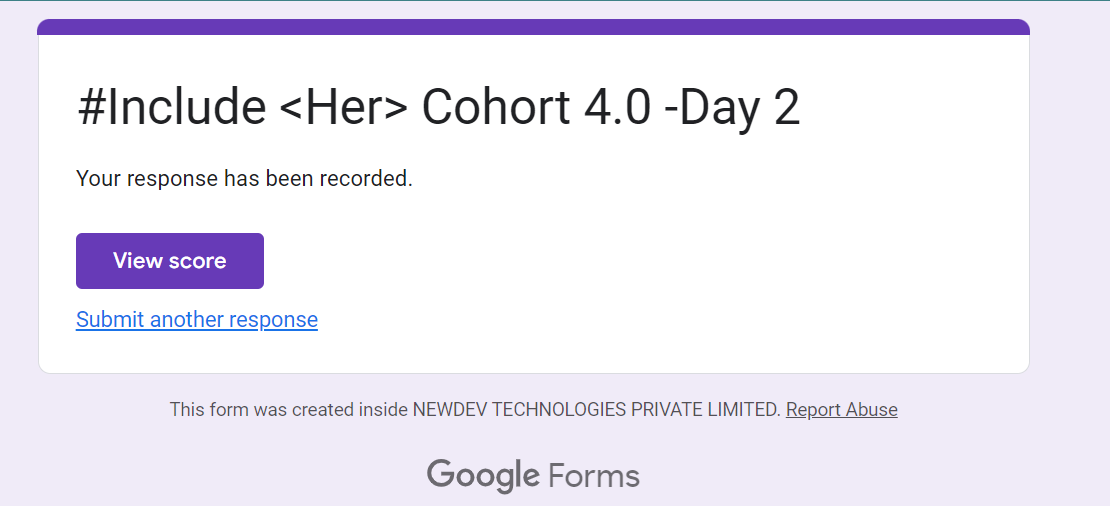 #Include <Her> Cohort 4.0 -Day 2
Your response has been recorded.
View score
Submit another response
This form was created inside NEWDEV TECHNOLOGIES PRIVATE LIMITED. Report Abuse
Google Forms